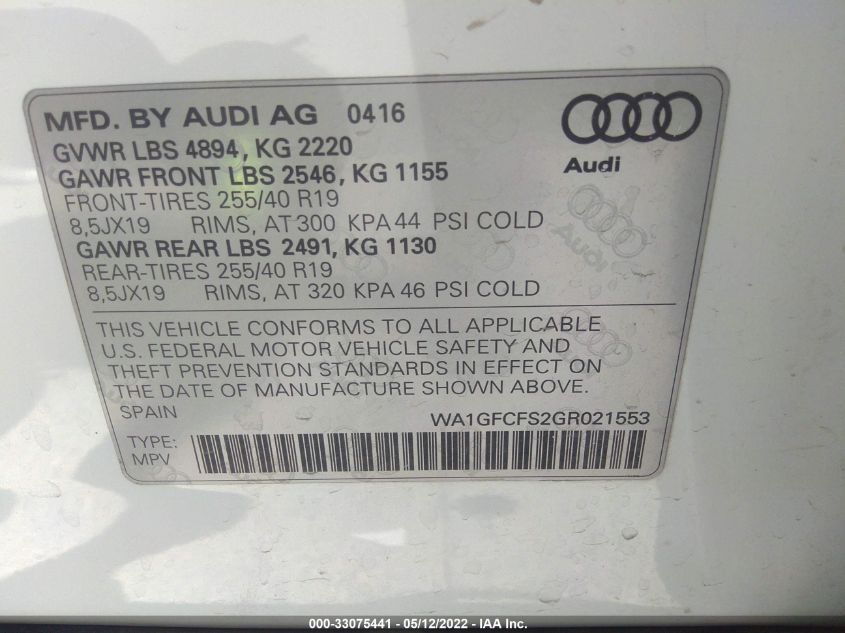 MFD. BY AUDI AG 0416
GVWR LBS 4894, KG 2220
GAWR FRONT LBS 2546, KG 1155
FRONT-TIRES 255/40 R19
8,5JX19 RIMS, AT 300 KPA 44 PSI COLD
GAWR REAR LBS 2491, KG 1130
REAR-TIRES 255/40 R19
8,5JX19 RIMS, AT 320 KPA 46 PSI COLD
Audi
Audi
THIS VEHICLE CONFORMS TO ALL APPLICABLE
U.S. FEDERAL MOTOR VEHICLE SAFETY AND
THEFT PREVENTION STANDARDS IN EFFECT ON
THE DATE OF MANUFACTURE SHOWN ABOVE.
SPAIN WA1GFCFS2GR021553
TYPE:
MPV
000-33075441 - 05/12/2022 - IAA Inc.